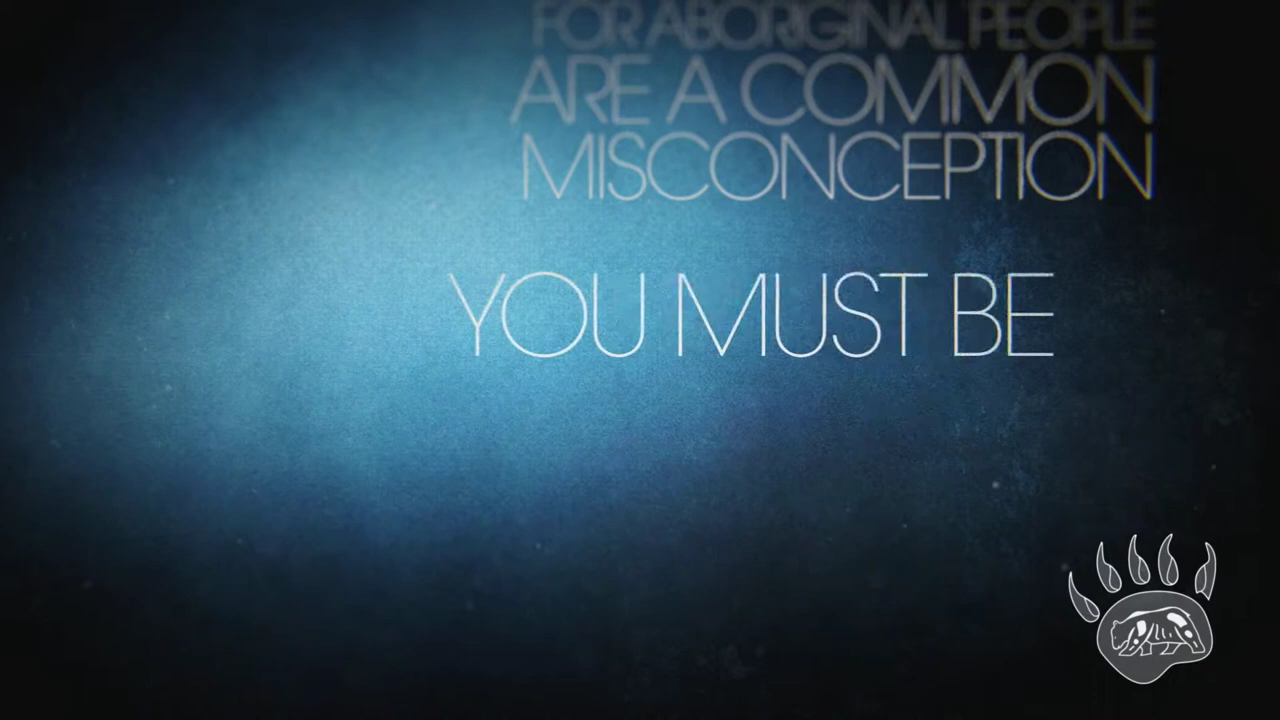 FOR ABORIGINAL PEOPLE
ARE A COMMON
MISCONCEPTION
YOU MUST BE